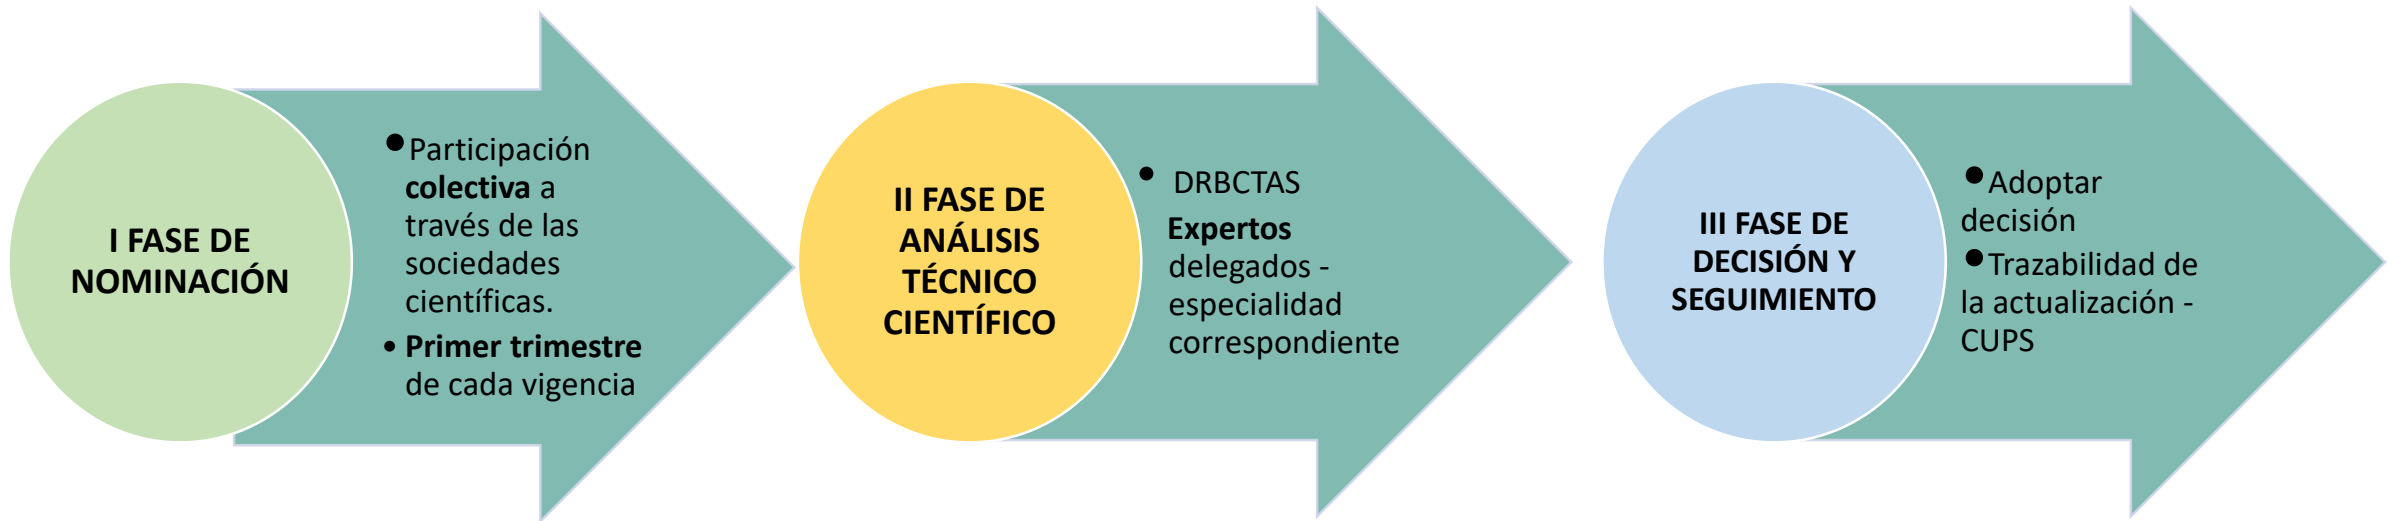 I FASE DE
NOMINACIÓN
•Participación
colectiva a
través de las
sociedades
científicas.
• Primer trimestre
de cada vigencia
II FASE DE
ANÁLISIS
TÉCNICO
CIENTÍFICO
• DRBCTAS
Expertos
delegados -
especialidad
correspondiente
III FASE DE
DECISIÓN Y
SEGUIMIENTO
•Adoptar
decisión
•Trazabilidad de
la actualización -
CUPS